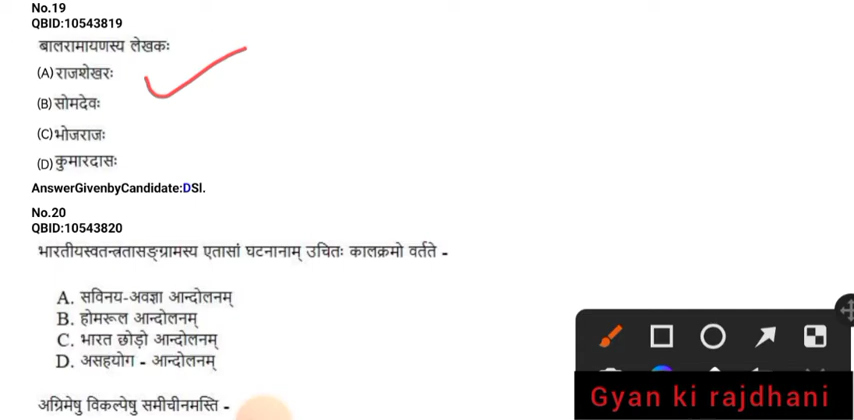 No.19
QBID:10543819
बालरामायणस्य लेखकः
(A) राजशेखरः
(B) सोमदेवः
(C) भोजराजः
(D) कुमारदासः
AnswerGivenbyCandidate:DSl.
No.20
QBID:10543820
भारतीयस्वतन्त्रतासङ्ग्रामस्य एतासां घटनानाम् उचितः कालक्रमो वर्तते -
A. सविनय-अवज्ञा आन्दोलनम्
B. होमरूल आन्दोलनम्
C. भारत छोड़ो आन्दोलनम्
D. असहयोग - आन्दोलनम्
अग्रिमेषु विकल्पेषु समीचीनमस्ति -
Gyan ki rajdhani